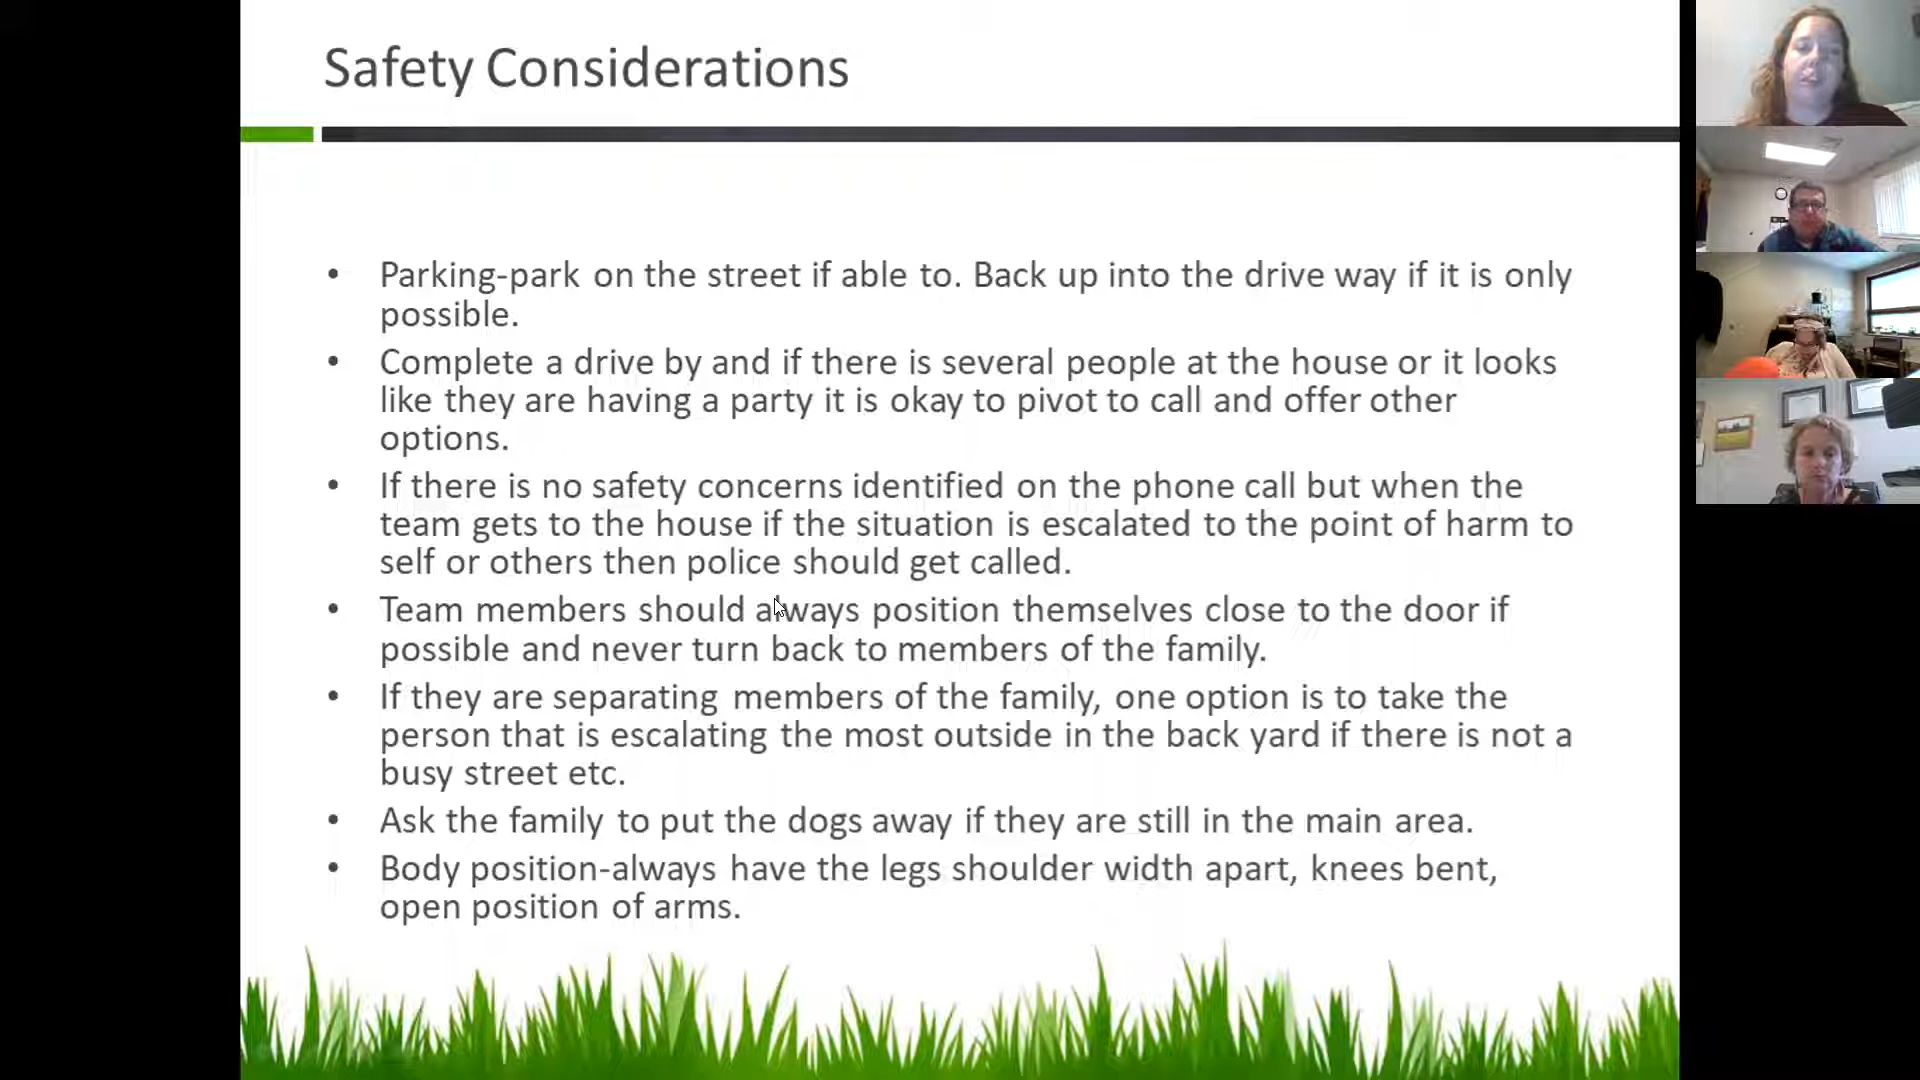 Safety Considerations
• Parking-park on the street if able to. Back up into the drive way if it is only
possible.
• Complete a drive by and if there is several people at the house or it looks
like they are having a party it is okay to pivot to call and offer other
options.
• If there is no safety concerns identified on the phone call but when the
team gets to the house if the situation is escalated to the point of harm to
self or others then police should get called.
• Team members should always position themselves close to the door if
possible and never turn back to members of the family.
• If they are separating members of the family, one option is to take the
person that is escalating the most outside in the back yard if there is not a
busy street etc.
• Ask the family to put the dogs away if they are still in the main area.
• Body position-always have the legs shoulder width apart, knees bent,
open position of arms.